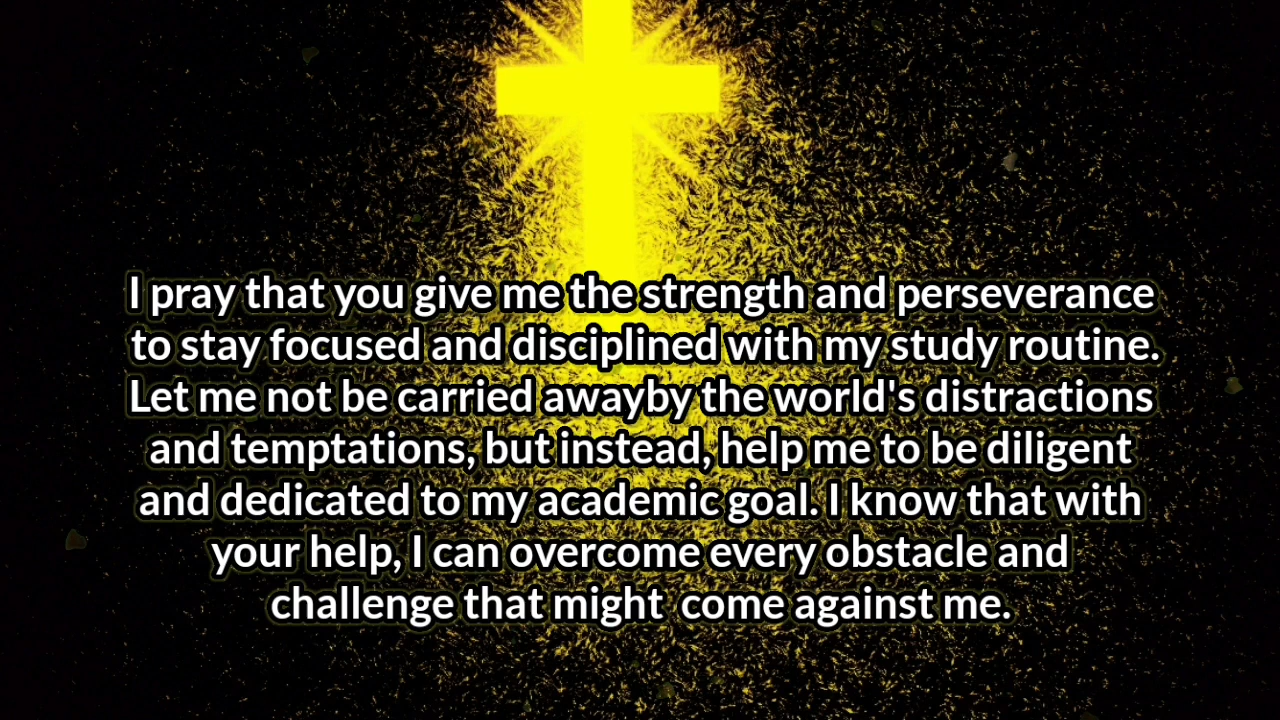 I pray that you give me the strength and perseverance
to stay focused and disciplined with my study routine.
Let me not be carried awayby the world's distractions
and temptations, but instead, help me to be diligent
and dedicated to my academic goal. I know that with
your help, I can overcome every obstacle and
challenge that might  come against me.